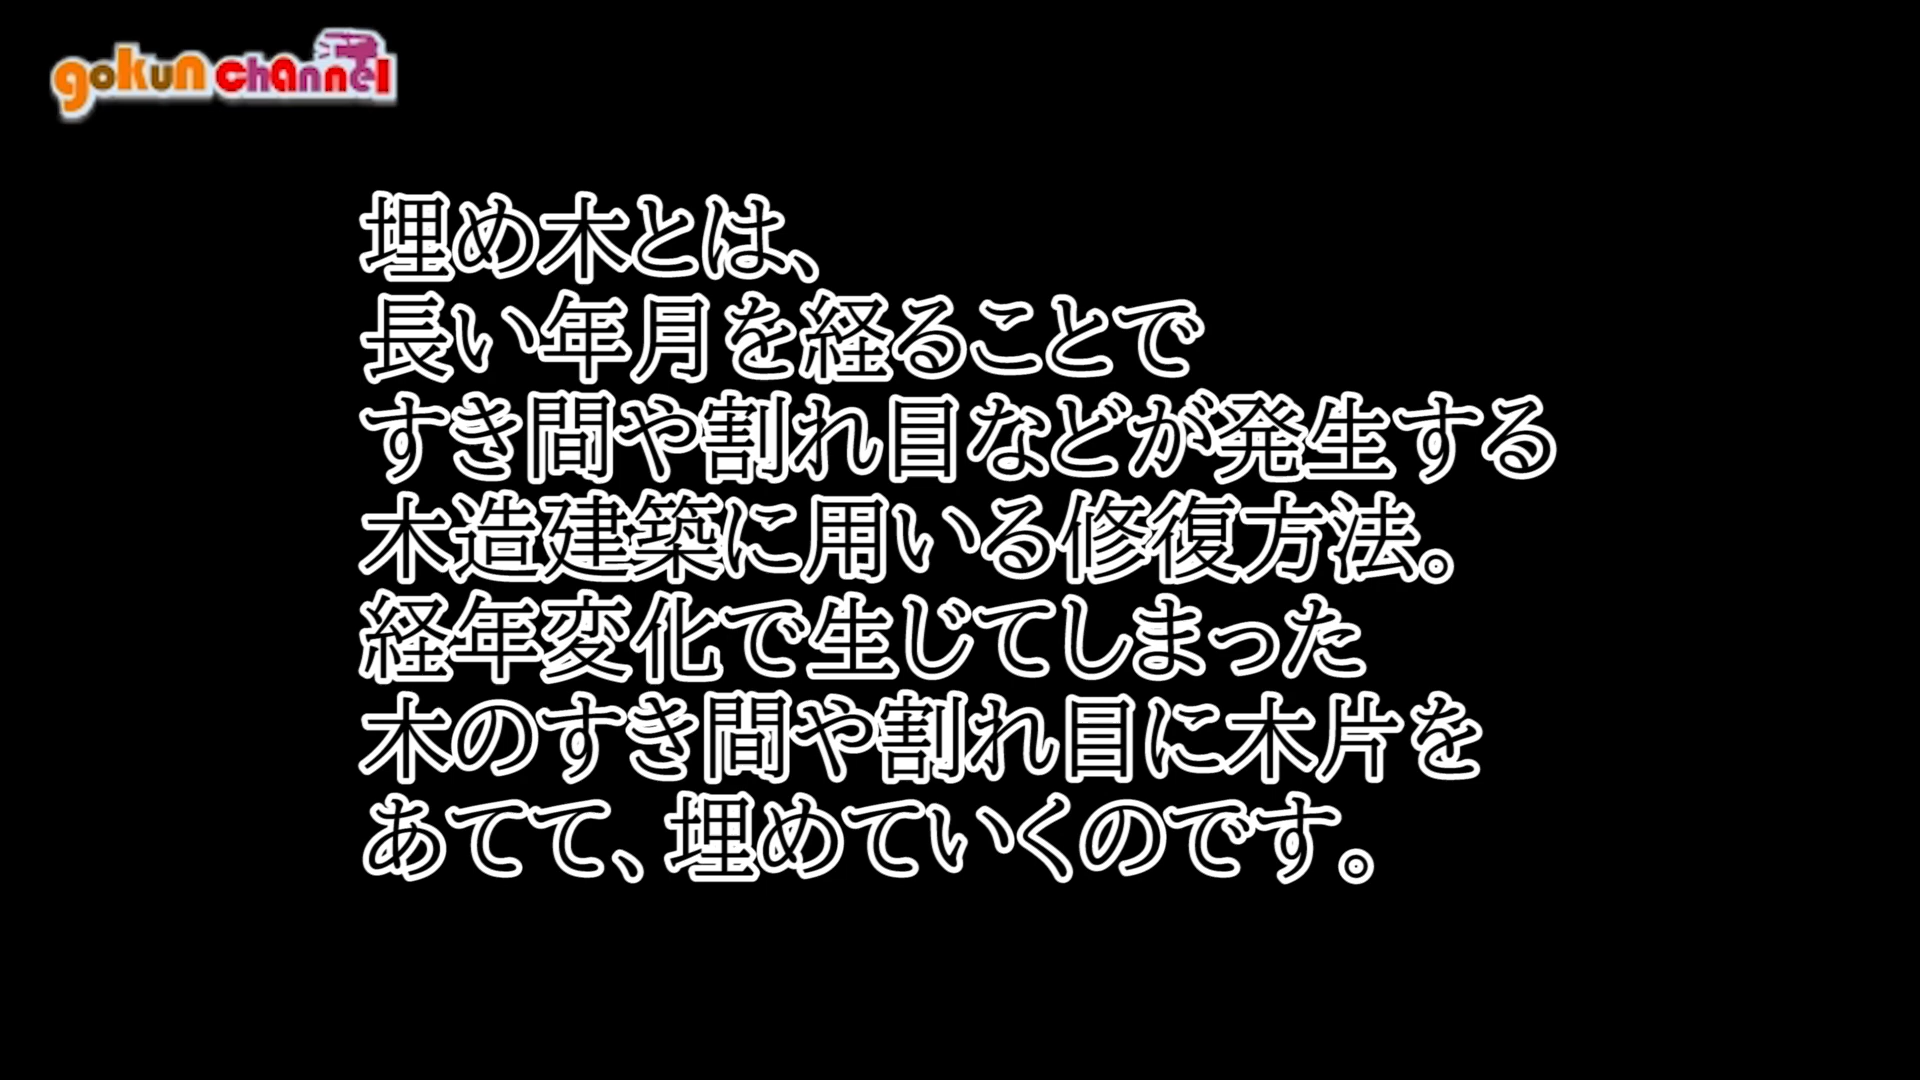 gokun channel
埋め木とは、
長い年月を経ることで
すき間や割れ目などが発生する
木造建築に用いる修復方法。
経年変化で生じてしまった
木のすき間や割れ目に木片を
あてて、埋めていくのです。